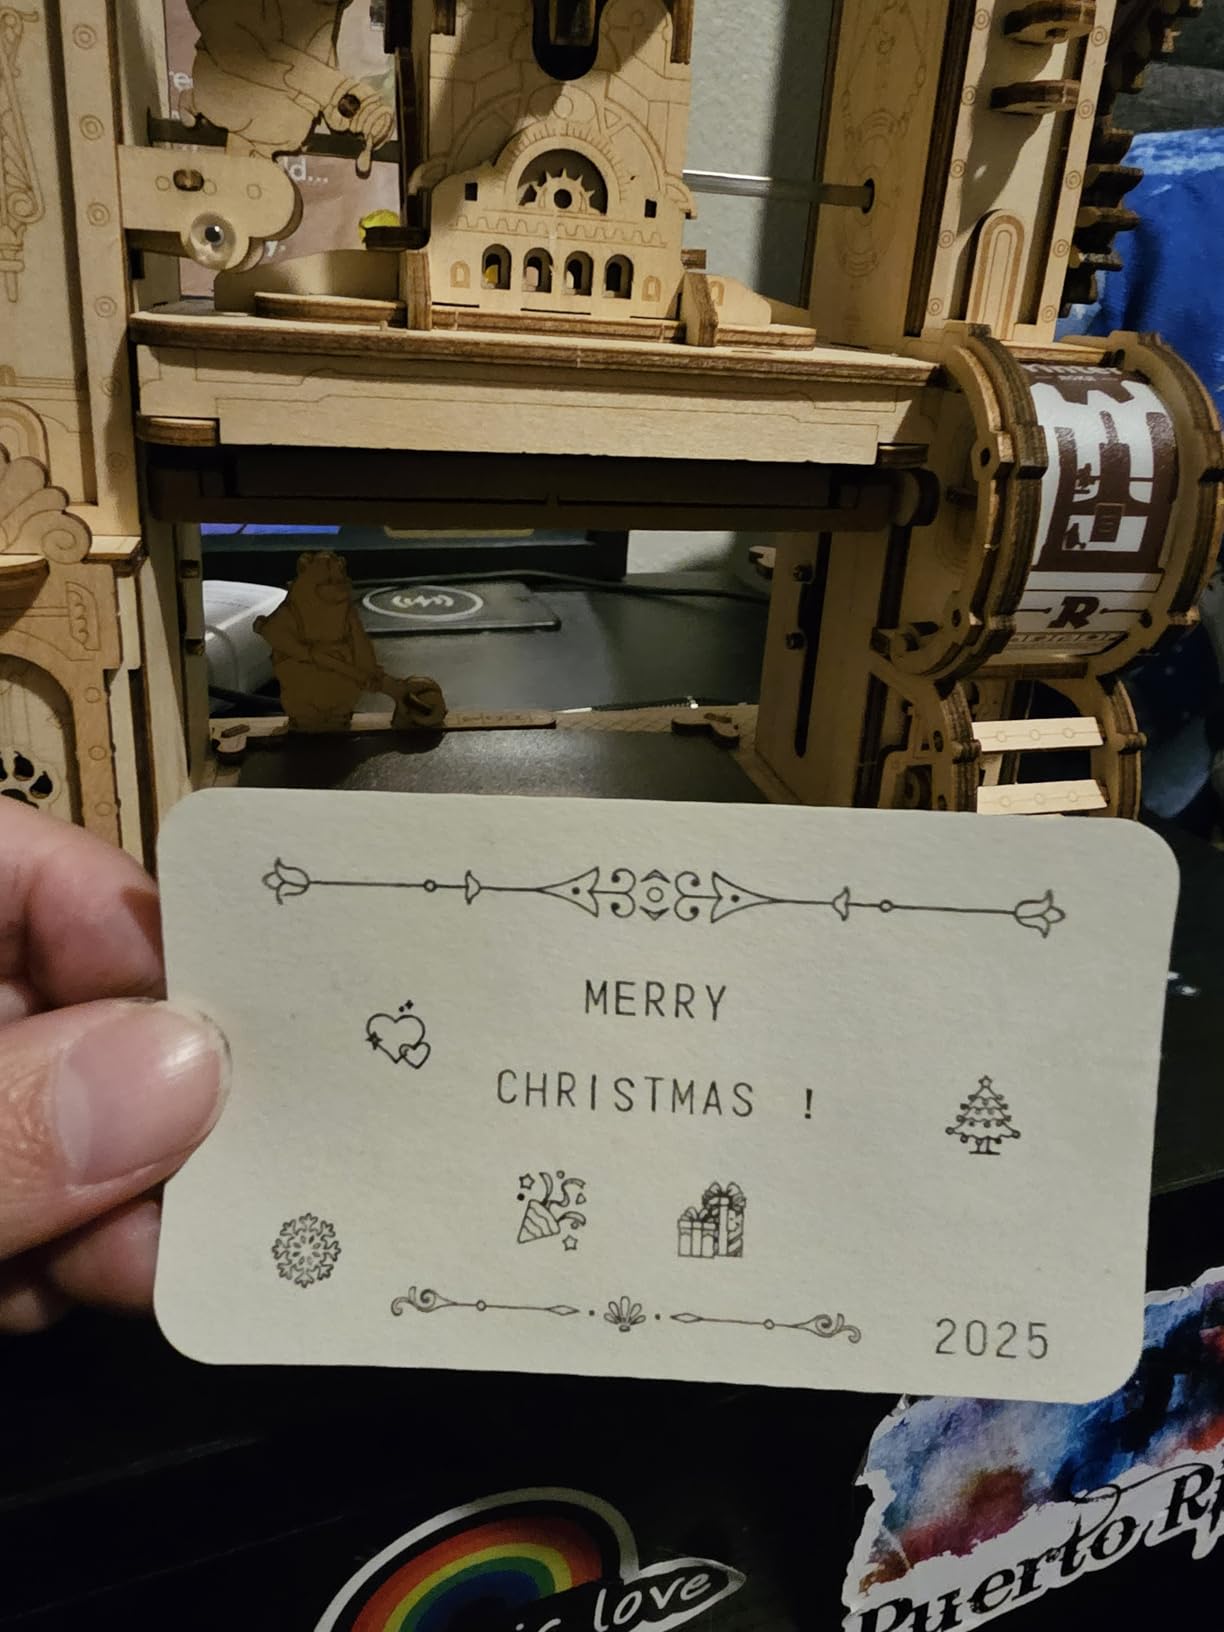 d...
R
MERRY
CHRISTMAS !
2025
love
Puerto Ri